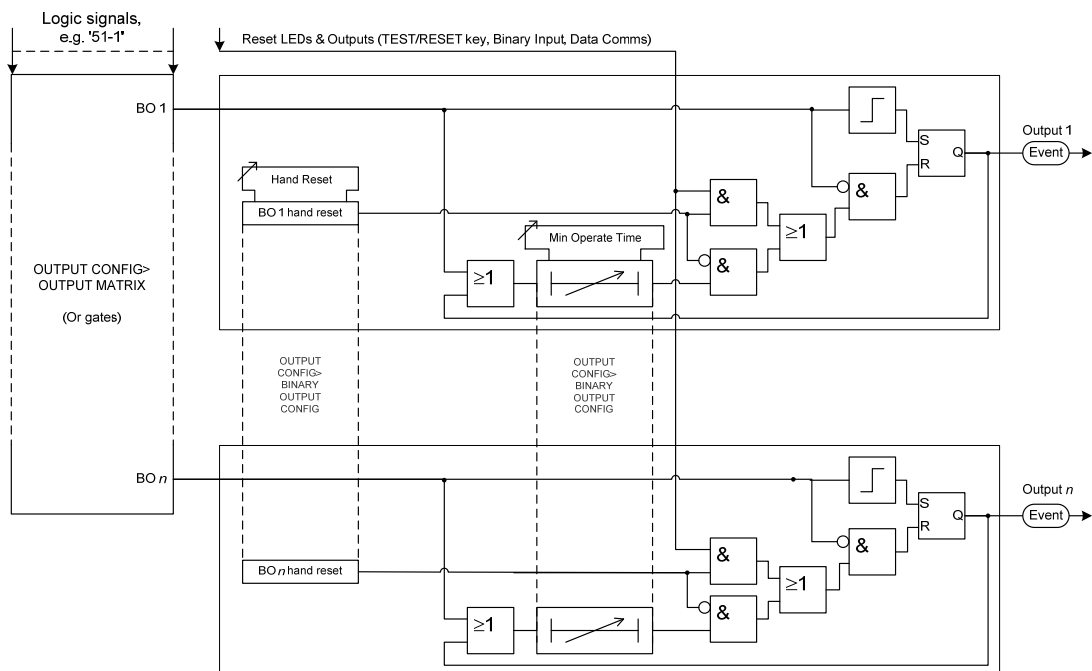 Logic signals,
e.g. '51-1'
Reset LEDs & Outputs (TEST/RESET key, Binary Input, Data Comms)
BO 1
Output 1
S
Q
R
Event
Hand Reset
BO 1 hand reset
&
&
≥1
&
Min Operate Time
≥1
OUTPUT CONFIG>
OUTPUT MATRIX
(Or gates)
OUTPUT
CONFIG>
BINARY
OUTPUT
CONFIG
OUTPUT
CONFIG>
BINARY
OUTPUT
CONFIG
BO n
Output n
S
Q
R
Event
BO n hand reset
&
&
≥1
&
≥1